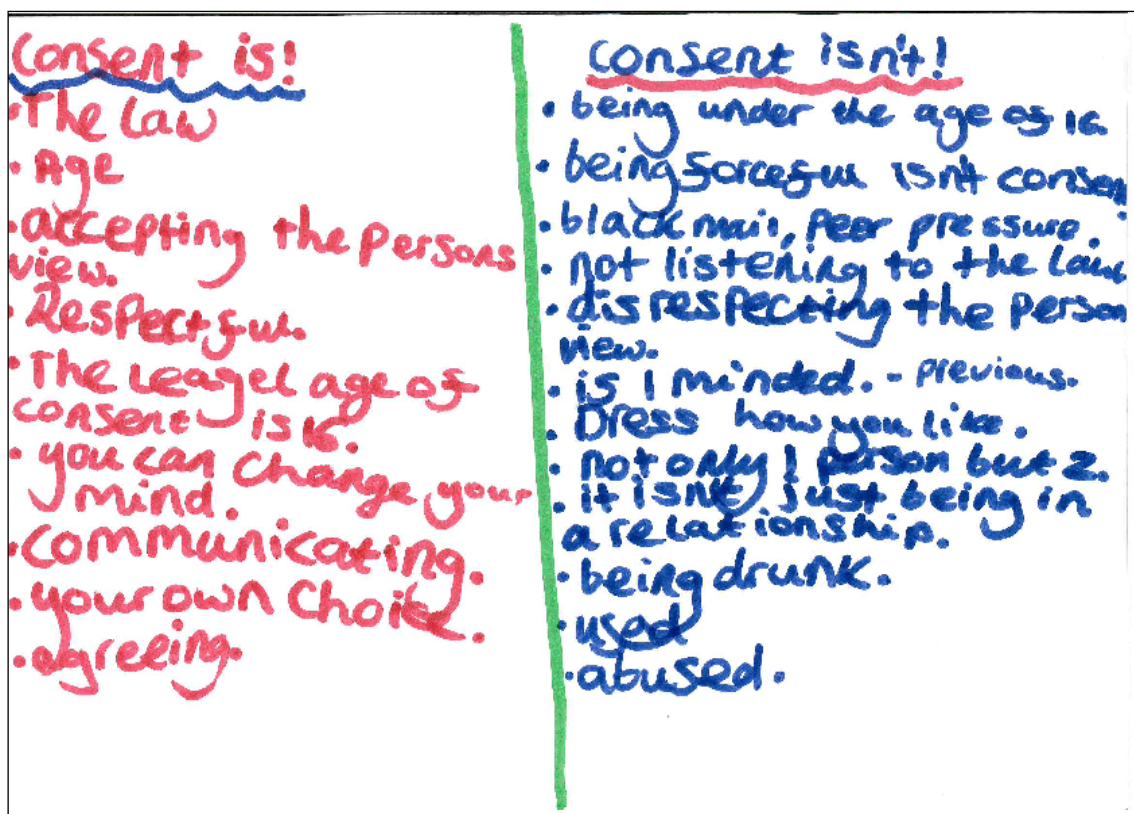 Consent is!
• The Law
• Age
• accepting the persons
view.
• Respectful.
• The Leagel age of
consent is 16.
• you can change your
mind.
• communicating.
• your own choice.
• agreeing.
consent isn't!
• being under the age of 16
• being forceful isn't consen
• blackmail, Peer pressure.
• not listening to the law
• disrespecting the person
view.
• is 1 minded. - previous.
• Dress how you like.
• not only 1 person but 2.
• it isn't just being in
a relationship.
• being drunk.
• used
• abused.